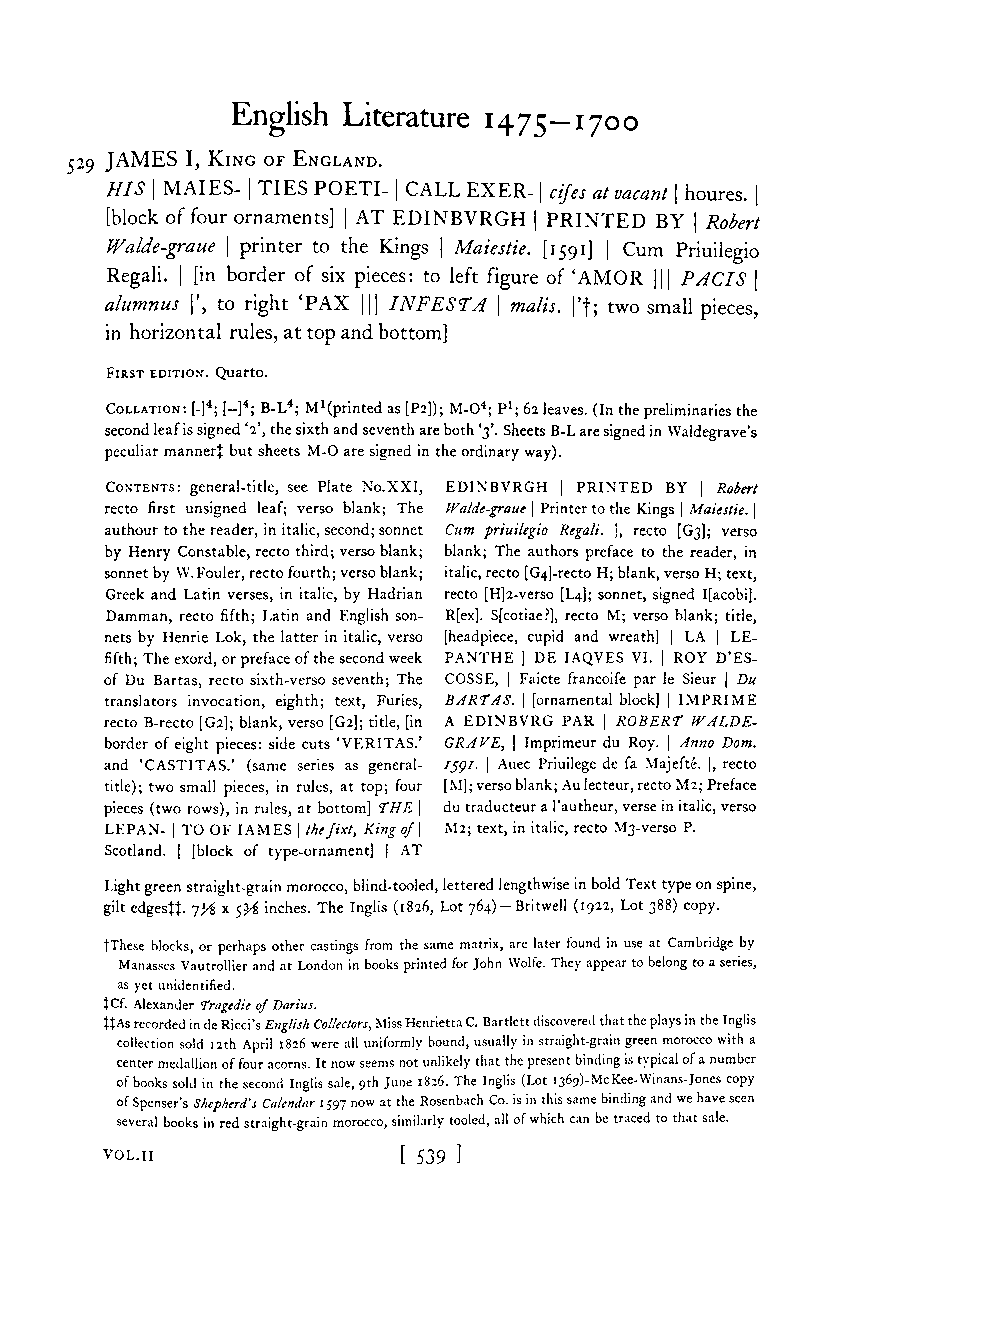 English Literature 1475—1700
529 JAMES I, King of England.
HIS | MAIES- | TIES POETI- | CALL EXER- | cises at vacant | houres. |
[block of four ornaments] | AT EDINBVRGH | PRINTED BY | Robert
Walde-graue | printer to the Kings | Maiestie. [1591] | Cum Priuilegio
Regali. | [in border of six pieces: to left figure of ‘AMOR ||| PACIS |
alumnus |’, to right ‘PAX ||| INFESTA | malis. |’†; two small pieces,
in horizontal rules, at top and bottom]
First edition. Quarto.
Collation: [-]⁴; [--]⁴; B-L⁴; M¹(printed as [P2]); M-O⁴; P¹; 62 leaves. (In the preliminaries the
second leaf is signed ‘2’, the sixth and seventh are both ‘3’. Sheets B-L are signed in Waldegrave’s
peculiar manner‡ but sheets M-O are signed in the ordinary way).
Contents: general-title, see Plate No.XXI,
recto first unsigned leaf; verso blank; The
authour to the reader, in italic, second; sonnet
by Henry Constable, recto third; verso blank;
sonnet by W. Fouler, recto fourth; verso blank;
Greek and Latin verses, in italic, by Hadrian
Damman, recto fifth; Latin and English son-
nets by Henrie Lok, the latter in italic, verso
fifth; The exord, or preface of the second week
of Du Bartas, recto sixth-verso seventh; The
translators invocation, eighth; text, Furies,
recto B-recto [G2]; blank, verso [G2]; title, [in
border of eight pieces: side cuts ‘VERITAS.’
and ‘CASTITAS.’ (same series as general-
title); two small pieces, in rules, at top; four
pieces (two rows), in rules, at bottom] THE |
LEPAN- | TO OF IAMES | the sixt, King of |
Scotland. | [block of type-ornament] | AT
EDINBVRGH | PRINTED BY | Robert
Walde-graue | Printer to the Kings | Maiestie. |
Cum priuilegio Regali. |, recto [G3]; verso
blank; The authors preface to the reader, in
italic, recto [G4]-recto H; blank, verso H; text,
recto [H]2-verso [L4]; sonnet, signed I[acobi].
R[ex]. S[cotiae?], recto M; verso blank; title,
[headpiece, cupid and wreath] | LA | LE-
PANTHE | DE IAQVES VI. | ROY D’ES-
COSSE, | Faicte francoise par le Sieur | Du
BARTAS. | [ornamental block] | IMPRIME
A EDINBVRG PAR | ROBERT WALDE-
GRAVE, | Imprimeur du Roy. | Anno Dom.
1591. | Auec Priuilege de sa Majesté. |, recto
[M]; verso blank; Au lecteur, recto M2; Preface
du traducteur a l’autheur, verse in italic, verso
M2; text, in italic, recto M3-verso P.
Light green straight-grain morocco, blind-tooled, lettered lengthwise in bold Text type on spine,
gilt edges‡‡. 7⅛ x 5⅜ inches. The Inglis (1826, Lot 764)—Britwell (1922, Lot 388) copy.
†These blocks, or perhaps other castings from the same matrix, are later found in use at Cambridge by
Manasses Vautrollier and at London in books printed for John Wolfe. They appear to belong to a series,
as yet unidentified.
‡Cf. Alexander Tragedie of Darius.
‡‡As recorded in de Ricci’s English Collectors, Miss Henrietta C. Bartlett discovered that the plays in the Inglis
collection sold 12th April 1826 were all uniformly bound, usually in straight-grain green morocco with a
center medallion of four acorns. It now seems not unlikely that the present binding is typical of a number
of books sold in the second Inglis sale, 9th June 1826. The Inglis (Lot 1369)-McKee-Winans-Jones copy
of Spenser’s Shepherd’s Calendar 1597 now at the Rosenbach Co. is in this same binding and we have seen
several books in red straight-grain morocco, similarly tooled, all of which can be traced to that sale.
VOL.II [ 539 ]